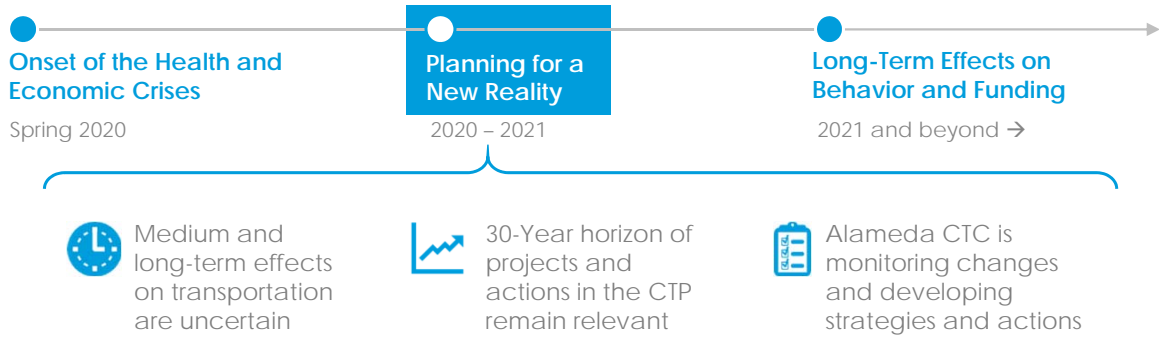 Onset of the Health and
Economic Crises
Spring 2020
Planning for a
New Reality
2020 – 2021
Long-Term Effects on
Behavior and Funding
2021 and beyond →
Medium and
long-term effects
on transportation
are uncertain
30-Year horizon of
projects and
actions in the CTP
remain relevant
Alameda CTC is
monitoring changes
and developing
strategies and actions